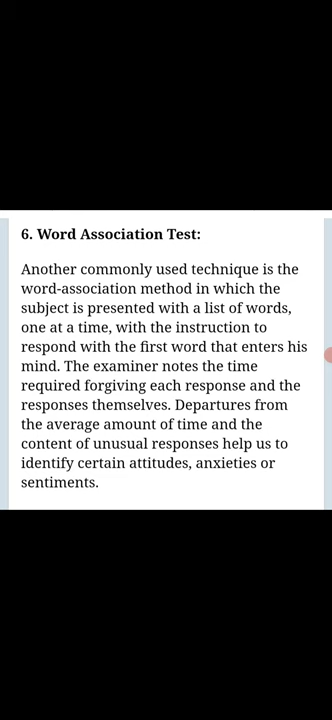 6. Word Association Test:
Another commonly used technique is the
word-association method in which the
subject is presented with a list of words,
one at a time, with the instruction to
respond with the first word that enters his
mind. The examiner notes the time
required forgiving each response and the
responses themselves. Departures from
the average amount of time and the
content of unusual responses help us to
identify certain attitudes, anxieties or
sentiments.